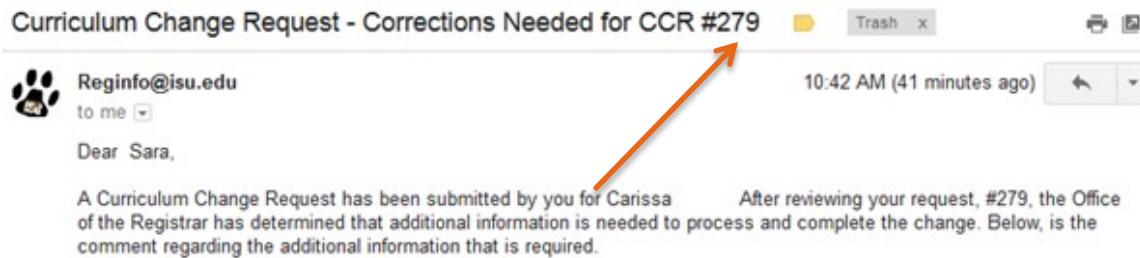 Curriculum Change Request - Corrections Needed for CCR #279 Trash x
Reginfo@isu.edu 10:42 AM (41 minutes ago)
to me
Dear Sara,
A Curriculum Change Request has been submitted by you for Carissa After reviewing your request, #279, the Office
of the Registrar has determined that additional information is needed to process and complete the change. Below, is the
comment regarding the additional information that is required.